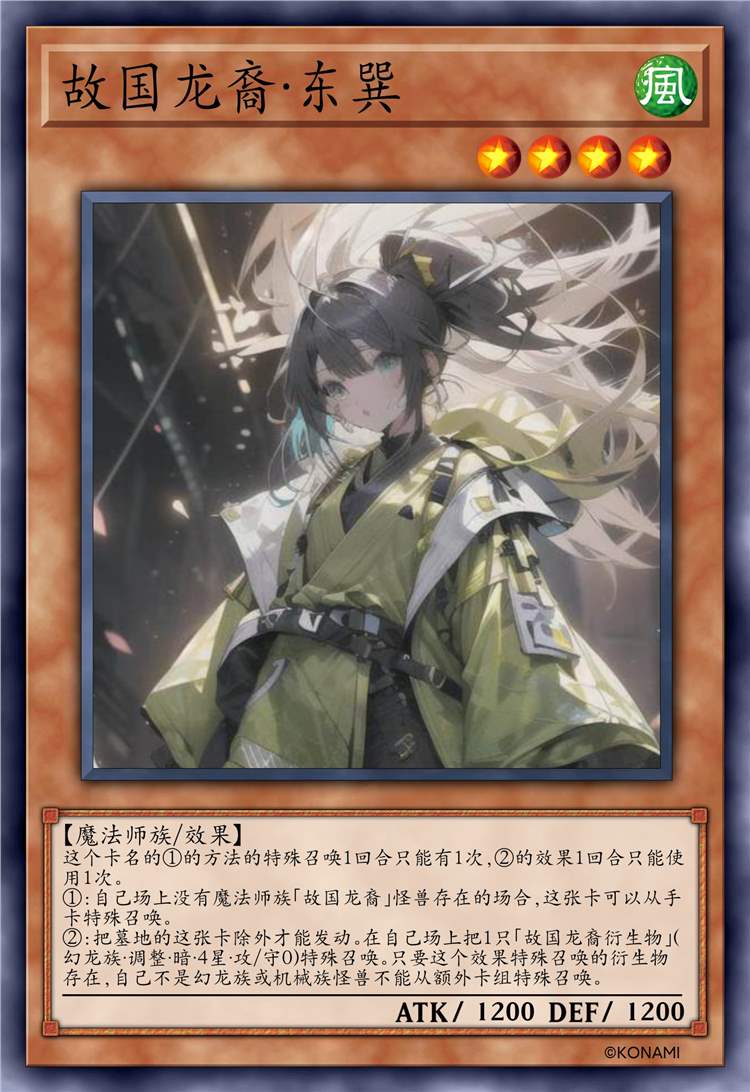 故国龙裔·东巽
風
【魔法师族/效果】
这个卡名的①的方法的特殊召唤1回合只能有1次,②的效果1回合只能使
用1次。
①:自己场上没有魔法师族「故国龙裔」怪兽存在的场合,这张卡可以从手
卡特殊召唤。
②:把墓地的这张卡除外才能发动。在自己场上把1只「故国龙裔衍生物」(
幻龙族·调整·暗·4星·攻/守0)特殊召唤。只要这个效果特殊召唤的衍生物
存在,自己不是幻龙族或机械族怪兽不能从额外卡组特殊召唤。
ATK/ 1200 DEF/ 1200
©KONAMI